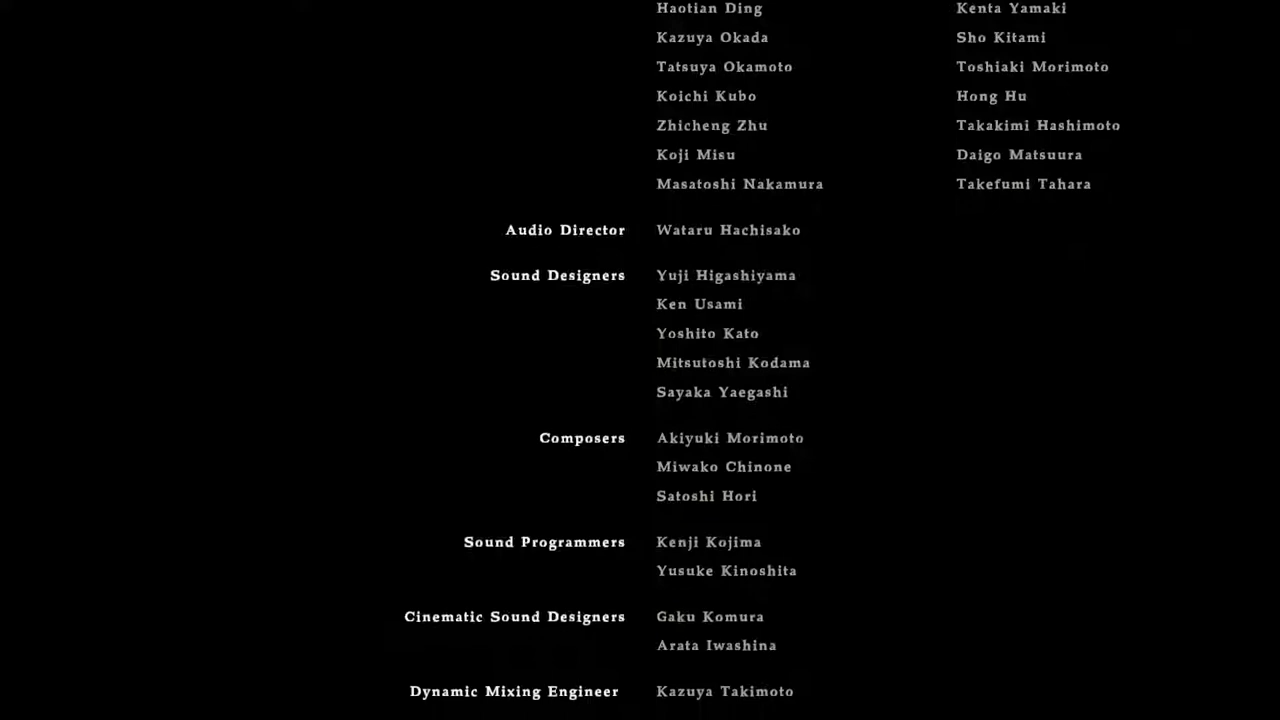 Haotian Ding Kenta Yamaki
Kazuya Okada Sho Kitami
Tatsuya Okamoto Toshiaki Morimoto
Koichi Kubo Hong Hu
Zhicheng Zhu Takakimi Hashimoto
Koji Misu Daigo Matsuura
Masatoshi Nakamura Takefumi Tahara
Audio Director Wataru Hachisako
Sound Designers Yuji Higashiyama
Ken Usami
Yoshito Kato
Mitsutoshi Kodama
Sayaka Yaegashi
Composers Akiyuki Morimoto
Miwako Chinone
Satoshi Hori
Sound Programmers Kenji Kojima
Yusuke Kinoshita
Cinematic Sound Designers Gaku Komura
Arata Iwashina
Dynamic Mixing Engineer Kazuya Takimoto